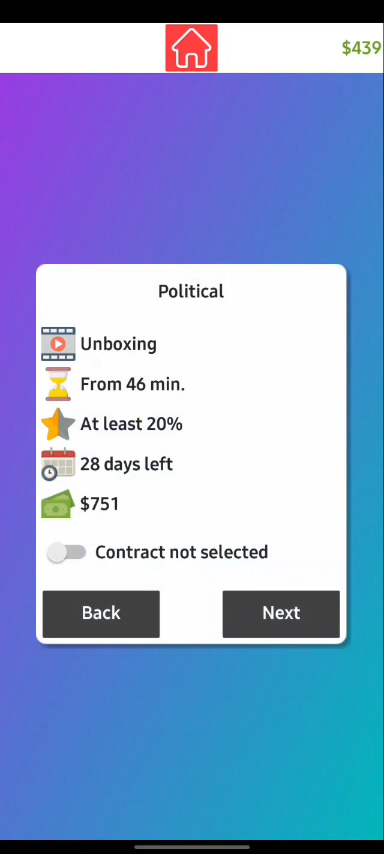 $439
Political
Unboxing
From 46 min.
At least 20%
28 days left
$751
Contract not selected
Back
Next